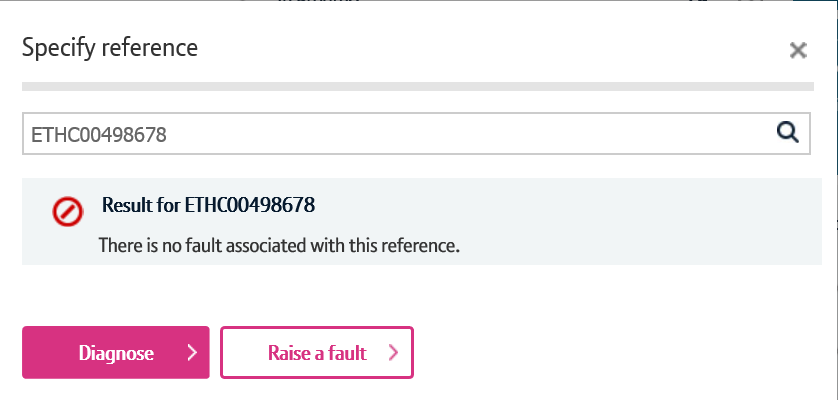 Specify reference
ETHC00498678
Result for ETHC00498678
There is no fault associated with this reference.
Diagnose
Raise a fault